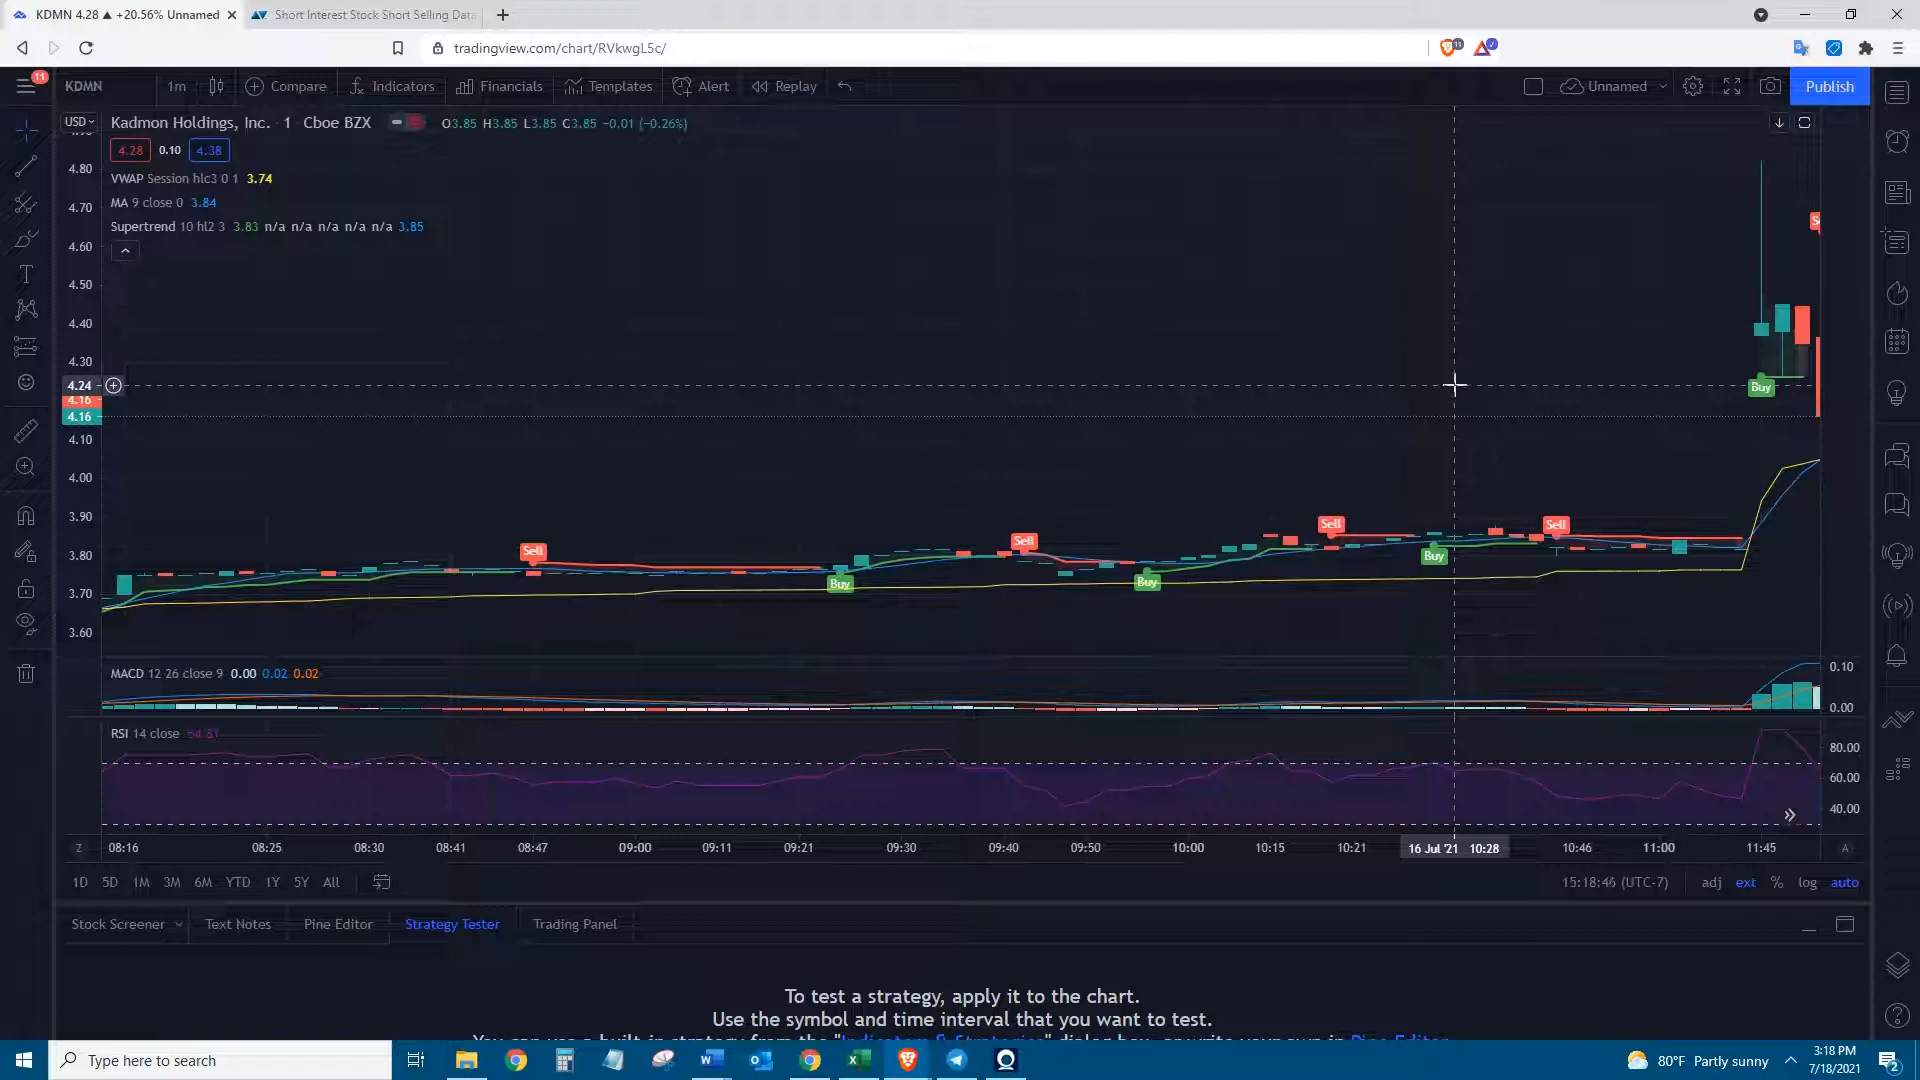 KDMN 4.28 ▲ +20.56% Unnamed
Short Interest Stock Short Selling Data
tradingview.com/chart/RVkwgL5c/
11
11
KDMN
1m
Compare
Indicators
Financials
Templates
Alert
Replay
Unnamed
Publish
USD
Kadmon Holdings, Inc. · 1 · Cboe BZX
O3.85 H3.85 L3.85 C3.85 −0.01 (−0.26%)
4.28 0.10 4.38
VWAP Session hlc3 0 1 3.74
MA 9 close 0 3.84
Supertrend 10 hl2 3 3.83 n/a n/a n/a n/a n/a 3.85
4.80
4.70
4.60
4.50
4.40
4.30
4.24
4.16
4.16
4.10
4.00
3.90
3.80
3.70
3.60
Sell
Buy
Sell
Buy
Sell
Buy
Sell
Buy
MACD 12 26 close 9 0.00 0.02 0.02
0.10
0.00
RSI 14 close
80.00
60.00
40.00
Z 08:16 08:25 08:30 08:41 08:47 09:00 09:11 09:21 09:30 09:40 09:50 10:00 10:15 10:21 16 Jul '21 10:28 10:46 11:00 11:45 A
1D 5D 1M 3M 6M YTD 1Y 5Y All
15:18:46 (UTC-7) adj ext % log auto
Stock Screener Text Notes Pine Editor Strategy Tester Trading Panel
To test a strategy, apply it to the chart.
Use the symbol and time interval that you want to test.
Type here to search
80°F Partly sunny
3:18 PM
7/18/2021
2